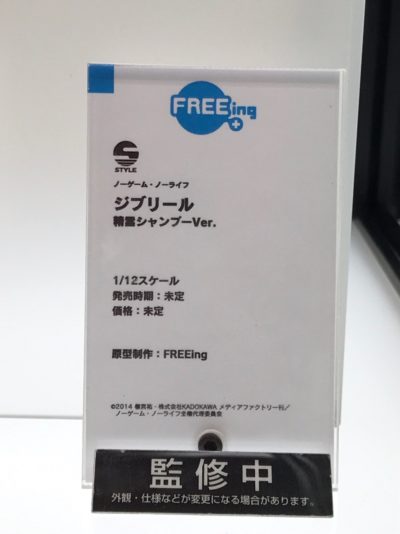 FREEing
S
STYLE
ノーゲーム・ノーライフ
ジブリール
精霊シャンプーVer.
1/12スケール
発売時期：未定
価格：未定
原型制作：FREEing
©2014 榎宮祐・株式会社KADOKAWA メディアファクトリー刊／
ノーゲーム・ノーライフ全権代理委員会
監修中
外観・仕様などが変更になる場合があります。